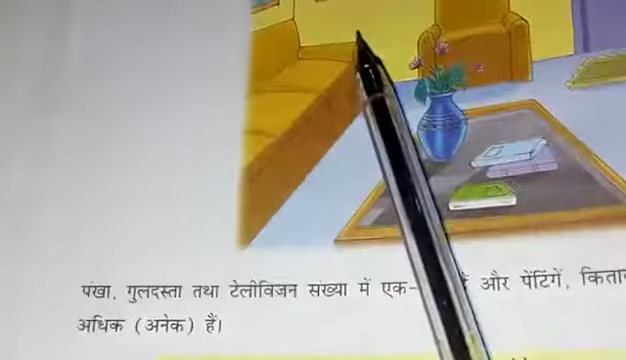 पंखा, गुलदस्ता तथा टेलीविजन संख्या में एक- और पेंटिंगें,
अधिक (अनेक) हैं।